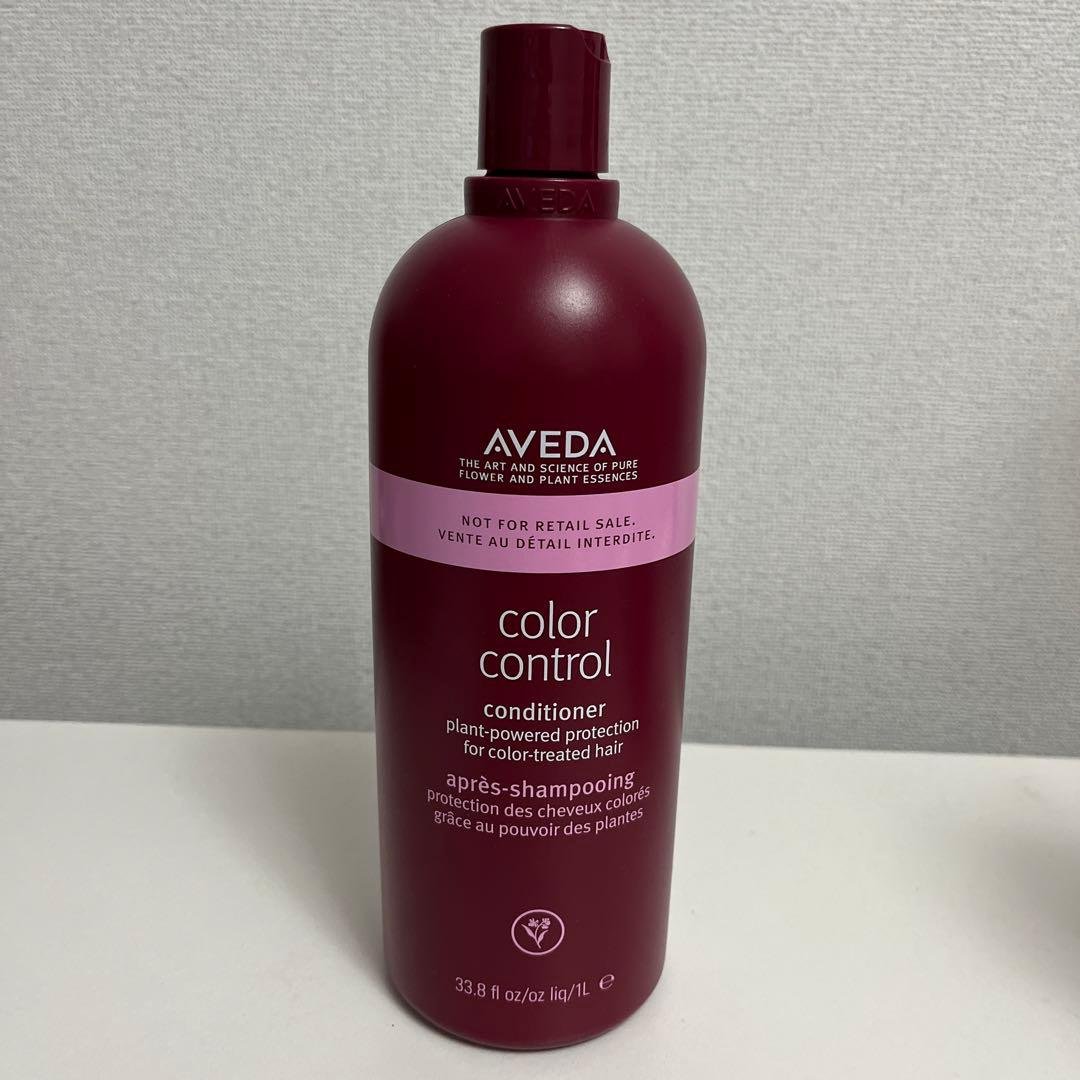 AVEDA
AVEDA
THE ART AND SCIENCE OF PURE
FLOWER AND PLANT ESSENCES
NOT FOR RETAIL SALE.
VENTE AU DÉTAIL INTERDITE.
color
control
conditioner
plant-powered protection
for color-treated hair
après-shampooing
protection des cheveux colorés
grâce au pouvoir des plantes
33.8 fl oz/oz liq/1L ℮